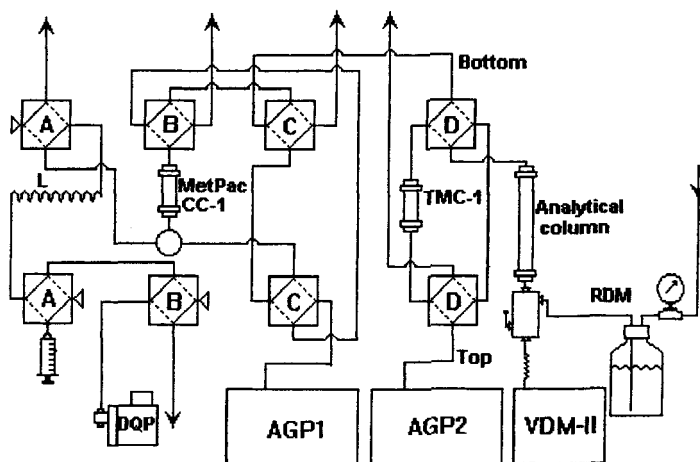 Bottom
A
B
C
D
L
MetPac
CC-1
TMC-1
Analytical
column
A
B
C
D
RDM
Top
DQP
AGP1
AGP2
VDM-II